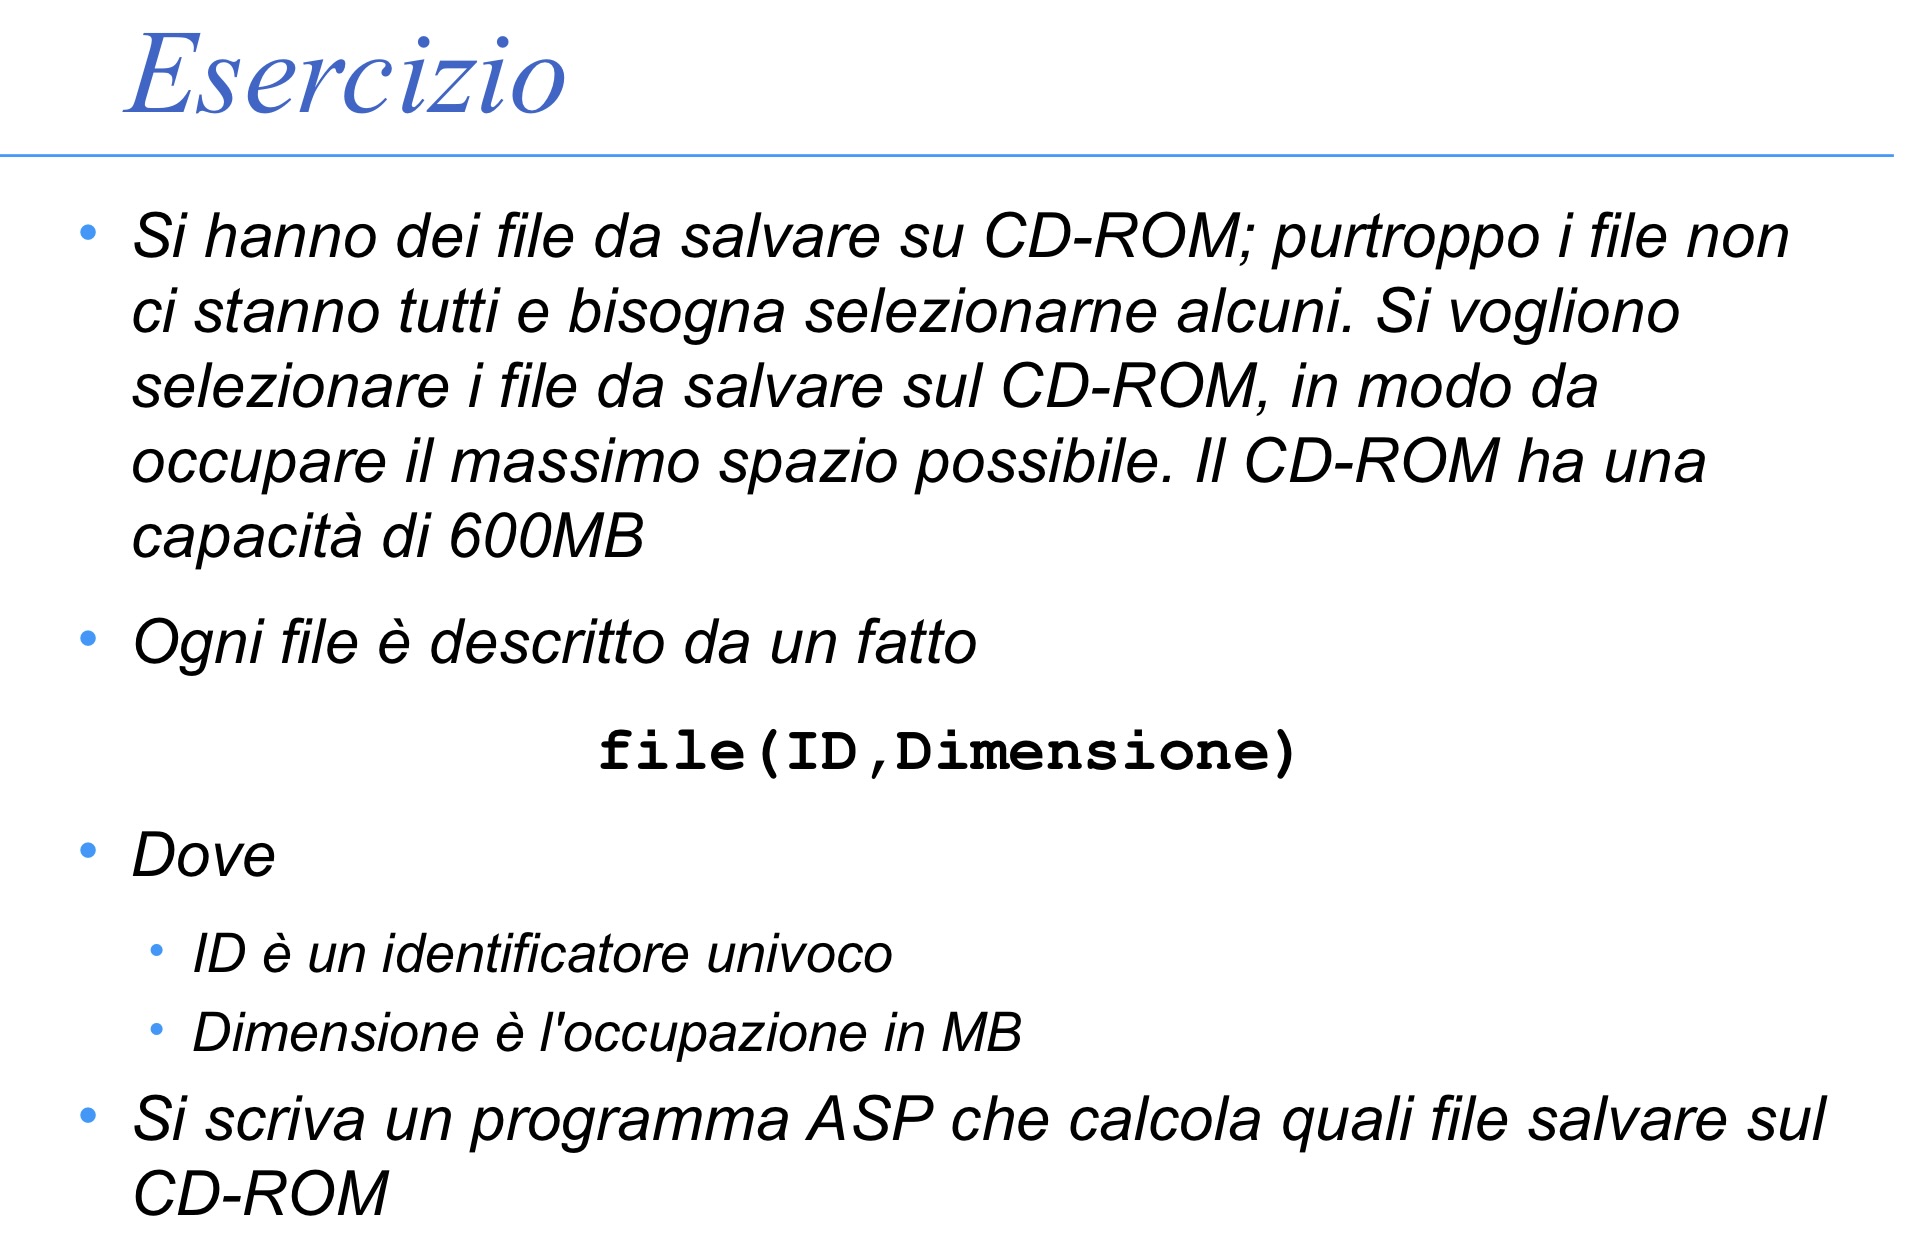 Esercizio
• Si hanno dei file da salvare su CD-ROM; purtroppo i file non
ci stanno tutti e bisogna selezionarne alcuni. Si vogliono
selezionare i file da salvare sul CD-ROM, in modo da
occupare il massimo spazio possibile. Il CD-ROM ha una
capacità di 600MB
• Ogni file è descritto da un fatto
file(ID,Dimensione)
• Dove
• ID è un identificatore univoco
• Dimensione è l'occupazione in MB
• Si scriva un programma ASP che calcola quali file salvare sul
CD-ROM